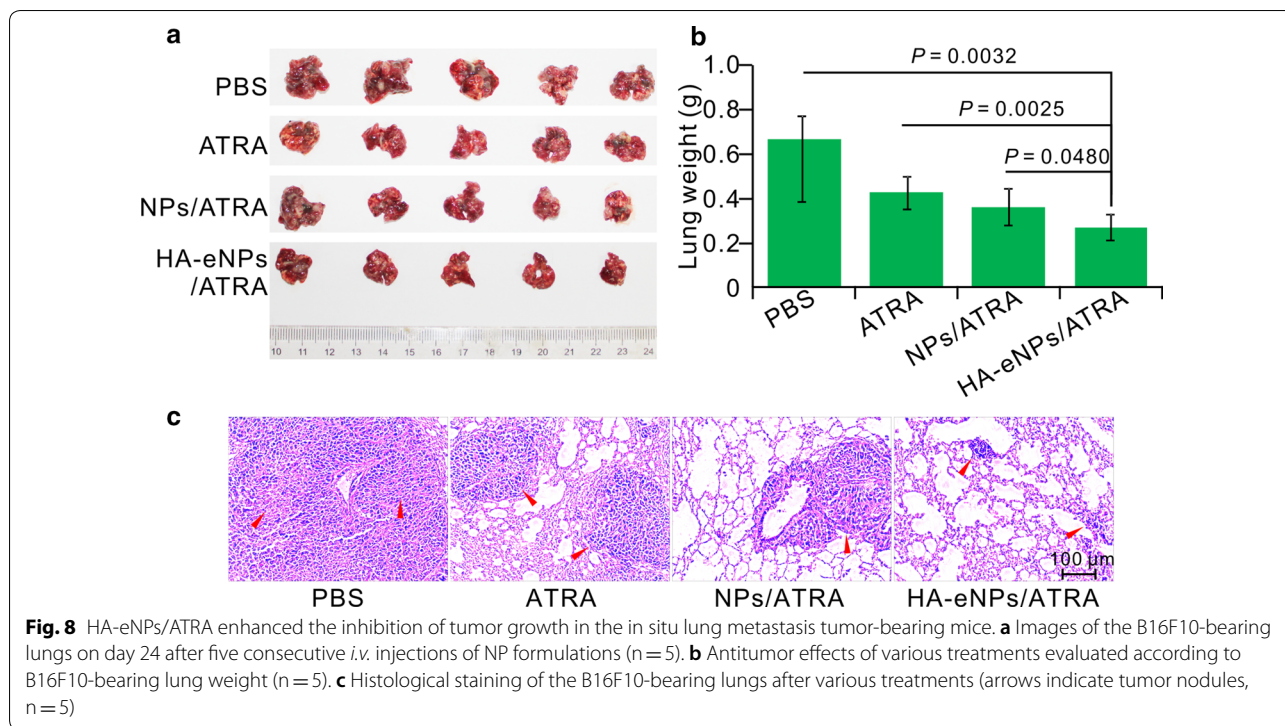 a
PBS
ATRA
NPs/ATRA
HA-eNPs
/ATRA
10 11 12 13 14 15 16 17 18 19 20 21 22 23 24
b
P = 0.0032
P = 0.0025
P = 0.0480
Lung weight (g)
1.0
0.8
0.6
0.4
0.2
0
PBS
ATRA
NPs/ATRA
HA-eNPs/ATRA
c
100 µm
PBS ATRA NPs/ATRA HA-eNPs/ATRA
Fig. 8 HA-eNPs/ATRA enhanced the inhibition of tumor growth in the in situ lung metastasis tumor-bearing mice. a Images of the B16F10-bearing
lungs on day 24 after five consecutive i.v. injections of NP formulations (n = 5). b Antitumor effects of various treatments evaluated according to
B16F10-bearing lung weight (n = 5). c Histological staining of the B16F10-bearing lungs after various treatments (arrows indicate tumor nodules,
n = 5)